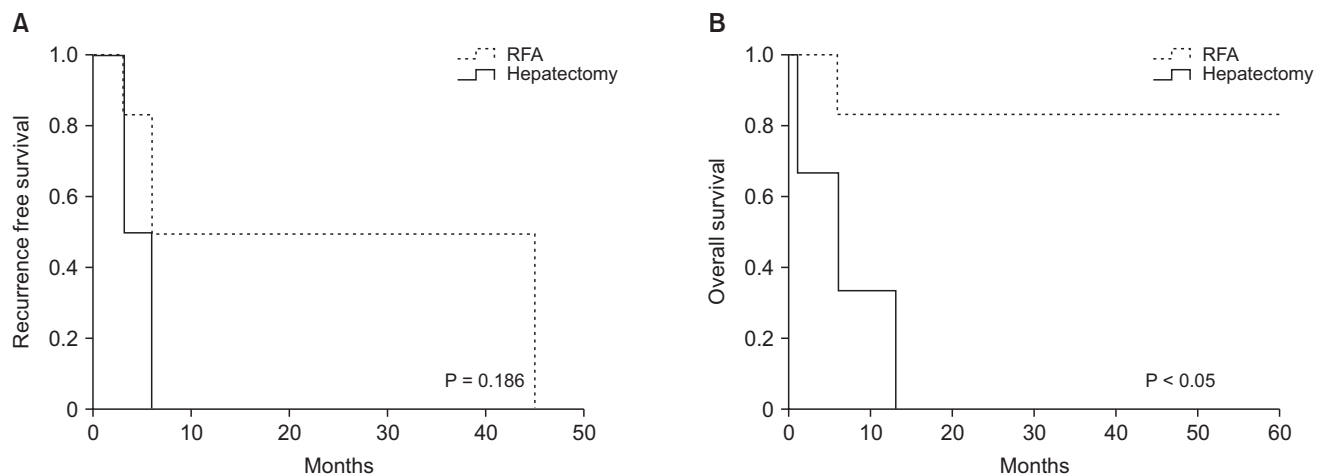 A
RFA
Hepatectomy
Recurrence free survival
1.0
0.8
0.6
0.4
0.2
0
P = 0.186
0 10 20 30 40 50
Months
B
RFA
Hepatectomy
Overall survival
1.0
0.8
0.6
0.4
0.2
0
P < 0.05
0 10 20 30 40 50 60
Months